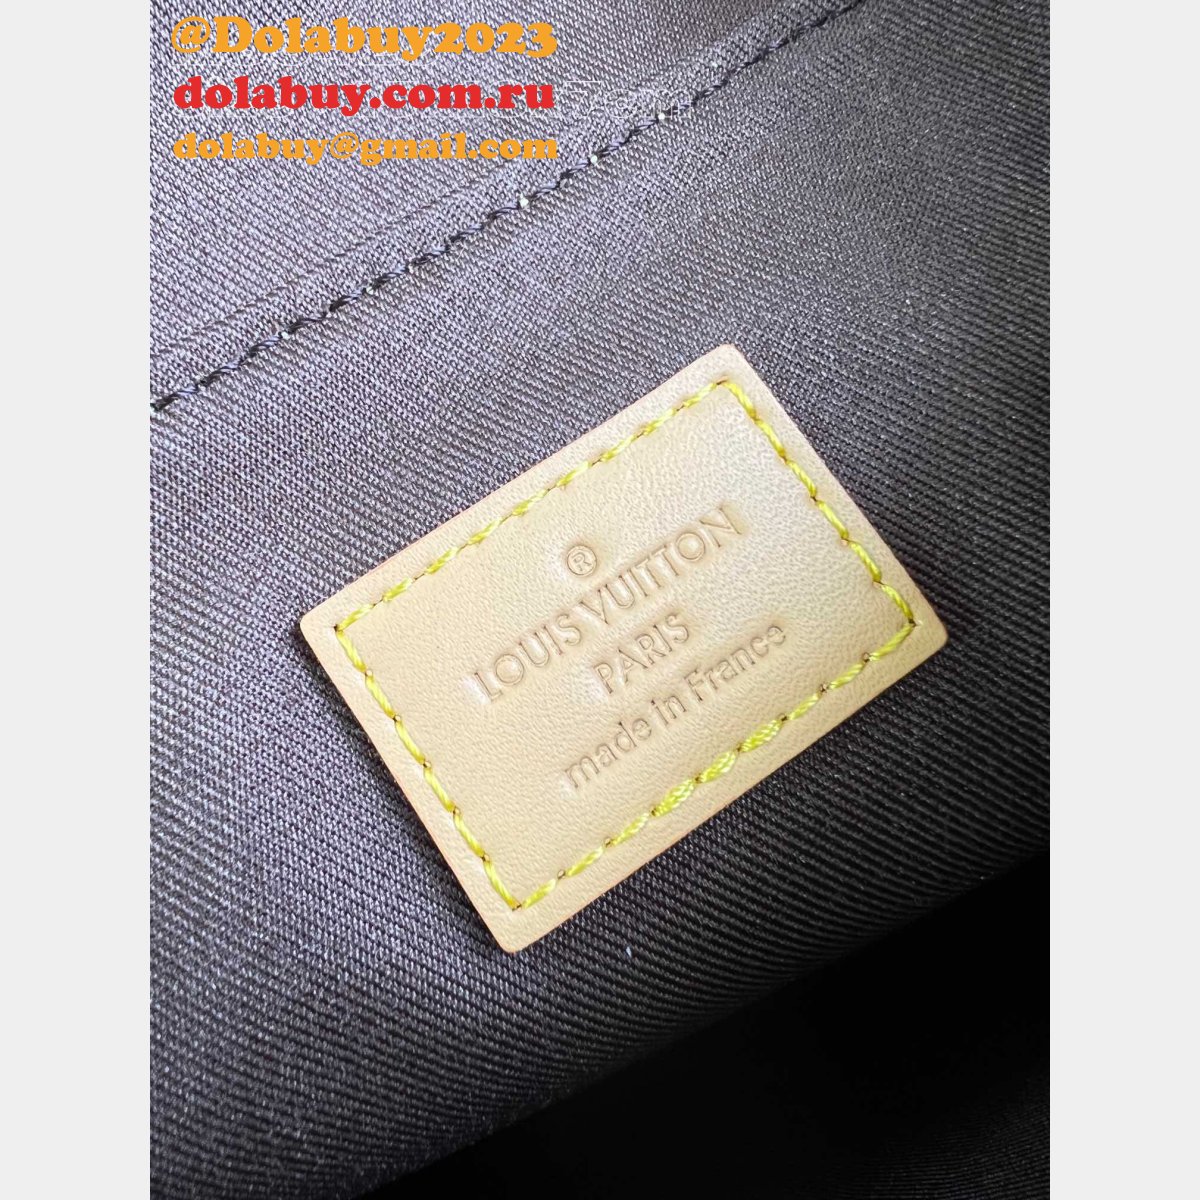 @Dolabuy2023
dolabuy.com.ru
dolabuy@gmail.com
®
LOUIS VUITTON
PARIS
made in France